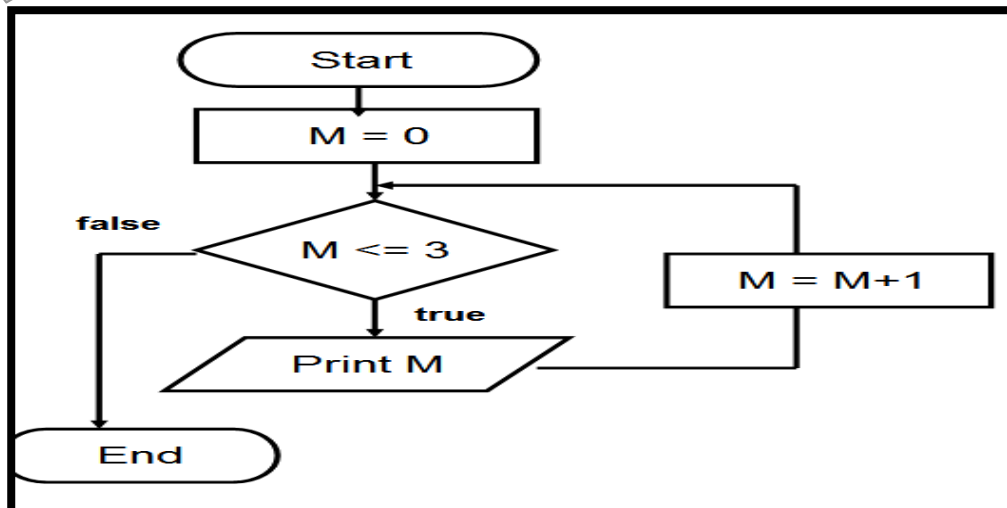 Start
M = 0
false
M <= 3
M = M+1
true
Print M
End